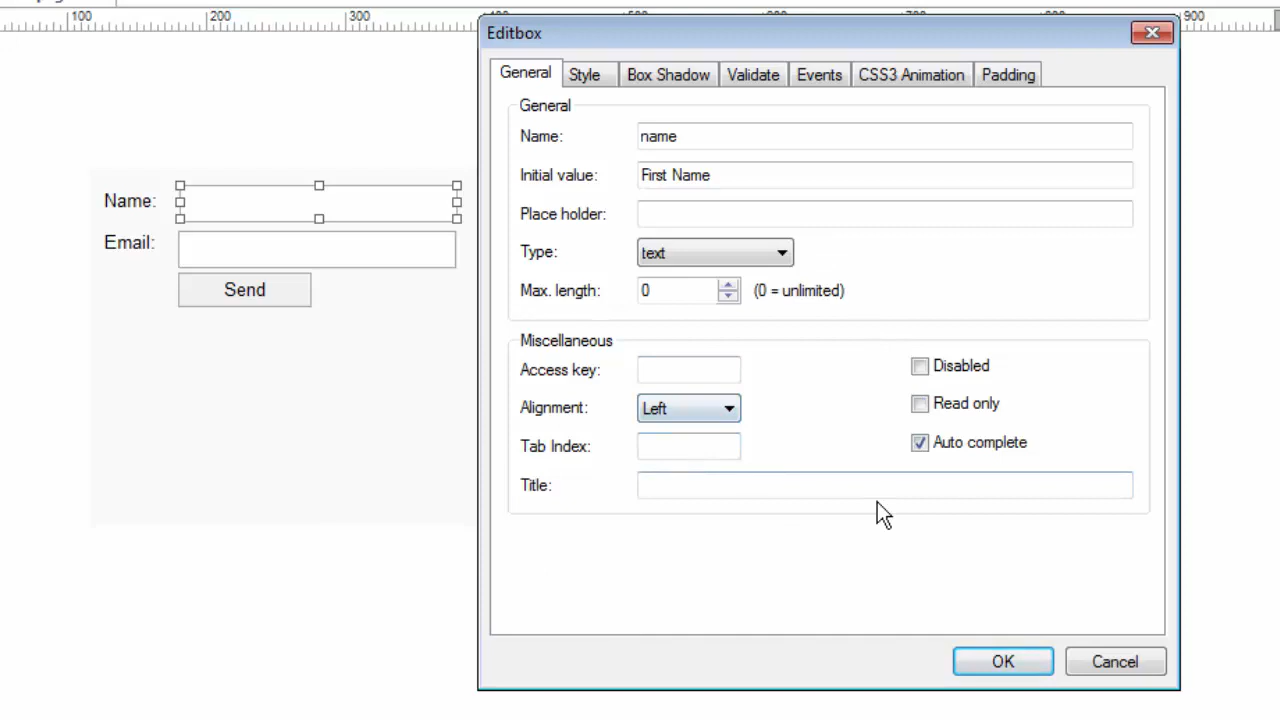 100 200 300 900
Editbox
General Style Box Shadow Validate Events CSS3 Animation Padding
General
Name: name
Initial value: First Name
Place holder:
Type: text
Max. length: 0 (0 = unlimited)
Miscellaneous
Access key:
Disabled
Alignment: Left
Read only
Tab Index:
Auto complete
Title:
OK Cancel
Name:
Email:
Send